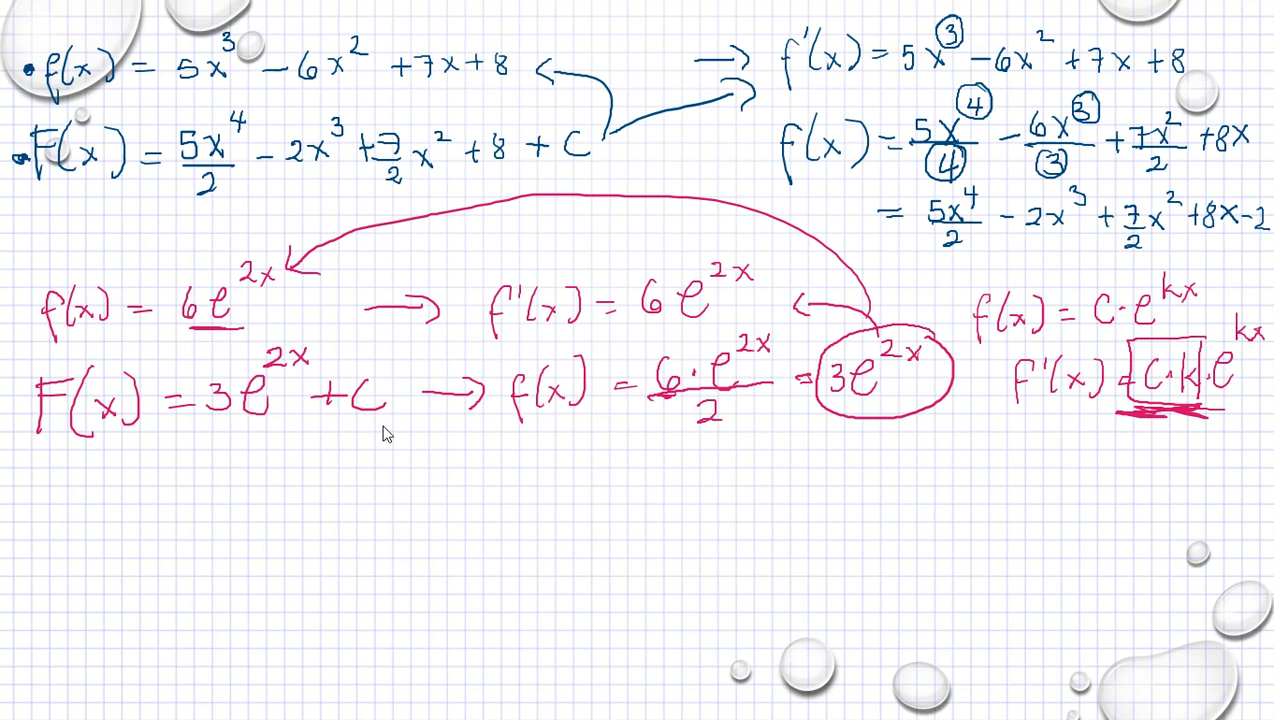 • f(x) = 5x³ - 6x² + 7x + 8 → f'(x) = 5x³ - 6x² + 7x + 8
• F(x) = 5x⁴/2 - 2x³ + 7/2 x² + 8 + C f(x) = 5x⁴/4 - 6x³/3 + 7x²/2 + 8x
= 5x⁴/2 - 2x³ + 7/2 x² + 8x - 2
f(x) = 6e^2x → f'(x) = 6e^2x f(x) = C · e^kx
F(x) = 3e^2x + C → f(x) = 6 · e^2x/2 = 3e^2x f'(x) = C · k · e^kx